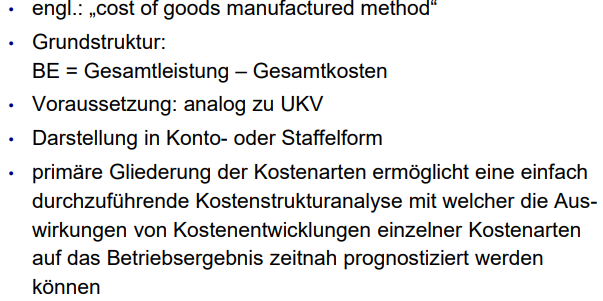 • engl.: „cost of goods manufactured method“
• Grundstruktur:
BE = Gesamtleistung – Gesamtkosten
• Voraussetzung: analog zu UKV
• Darstellung in Konto- oder Staffelform
• primäre Gliederung der Kostenarten ermöglicht eine einfach
durchzuführende Kostenstrukturanalyse mit welcher die Aus-
wirkungen von Kostenentwicklungen einzelner Kostenarten
auf das Betriebsergebnis zeitnah prognostiziert werden
können